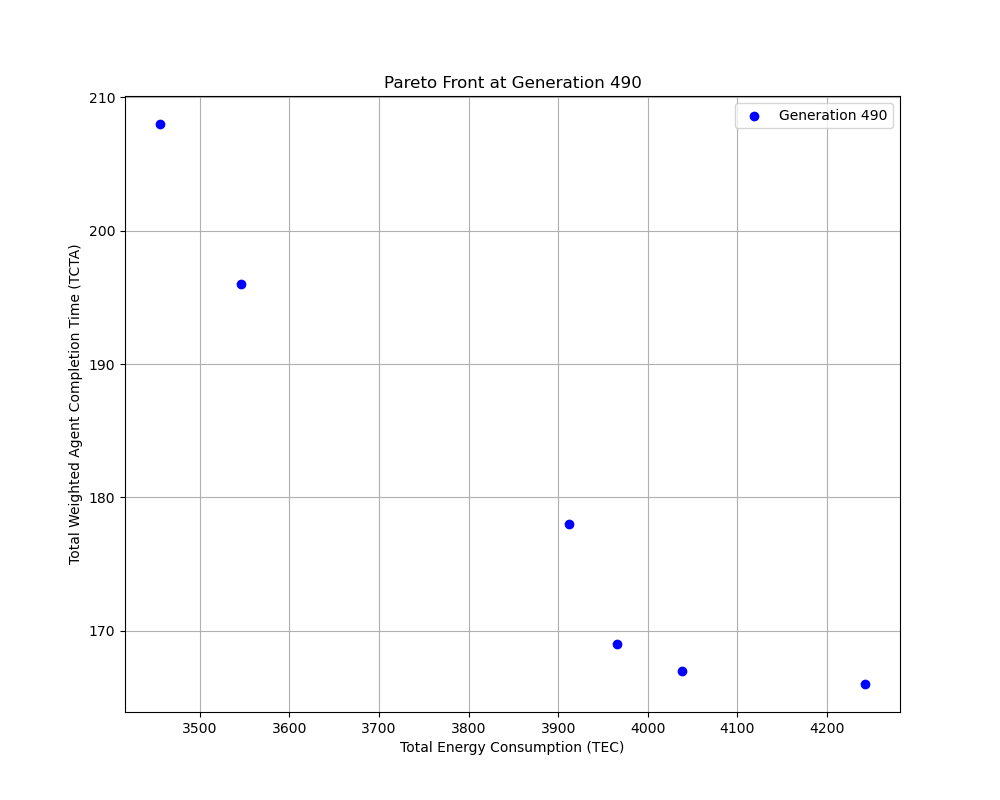 Pareto Front at Generation 490
Generation 490
Total Weighted Agent Completion Time (TCTA)
210
200
190
180
170
3500 3600 3700 3800 3900 4000 4100 4200
Total Energy Consumption (TEC)